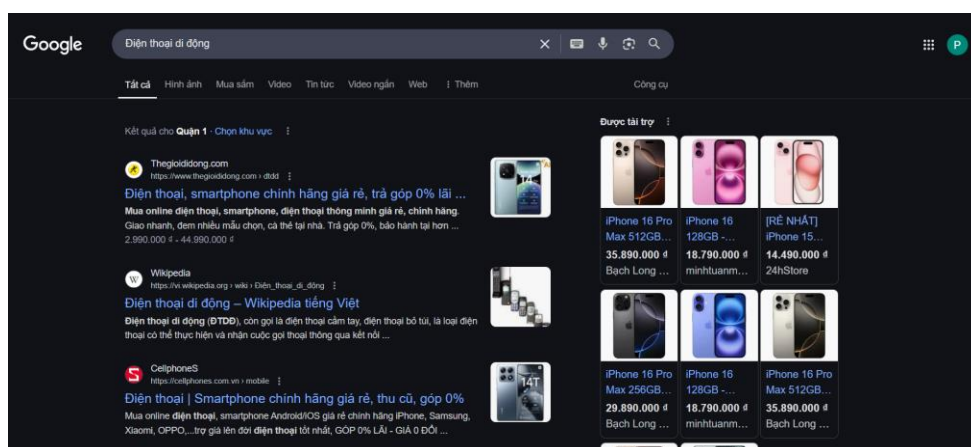 Google
Điện thoại di động
P
Tất cả Hình ảnh Mua sắm Video Tin tức Video ngắn Web Thêm Công cụ
Kết quả cho Quận 1 · Chọn khu vực
Thegioididong.com
https://www.thegioididong.com › dtdd
Điện thoại, smartphone chính hãng giá rẻ, trả góp 0% lãi ...
Mua online điện thoại, smartphone, điện thoại thông minh giá rẻ, chính hãng.
Giao nhanh, đem nhiều mẫu chọn, cà thẻ tại nhà. Trả góp 0%, bảo hành tại hơn ...
2.990.000 ₫ - 44.990.000 ₫
W
Wikipedia
https://vi.wikipedia.org › wiki › Điện_thoại_di_động
Điện thoại di động – Wikipedia tiếng Việt
Điện thoại di động (ĐTDĐ), còn gọi là điện thoại cầm tay, điện thoại bỏ túi, là loại điện
thoại có thể thực hiện và nhận cuộc gọi thoại thông qua kết nối ...
S
CellphoneS
https://cellphones.com.vn › mobile
Điện thoại | Smartphone chính hãng giá rẻ, thu cũ, góp 0%
Mua online điện thoại, smartphone Android/iOS giá rẻ chính hãng iPhone, Samsung,
Xiaomi, OPPO,...trợ giá lên đời điện thoại tốt nhất, GÓP 0% LÃI - GIÁ 0 ĐỒI ...
14
14T
Được tài trợ
iPhone 16 Pro
Max 512GB...
35.890.000 ₫
Bạch Long ...
iPhone 16
128GB -...
18.790.000 ₫
minhtuanm...
[RẺ NHẤT]
iPhone 15...
14.490.000 ₫
24hStore
iPhone 16 Pro
Max 256GB...
29.890.000 ₫
Bạch Long ...
iPhone 16
128GB -...
18.790.000 ₫
minhtuanm...
iPhone 16 Pro
Max 512GB...
35.890.000 ₫
Bạch Long ...